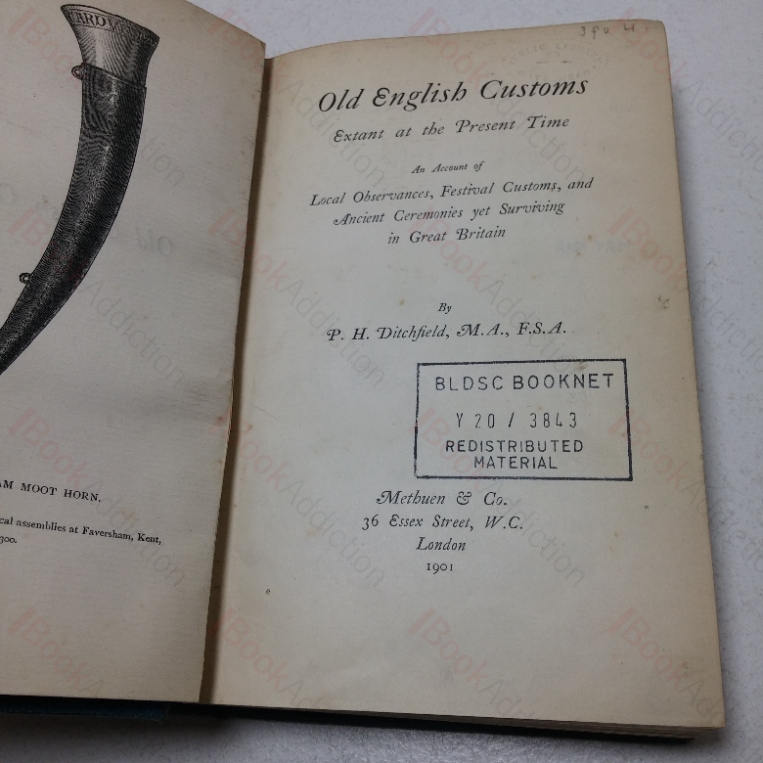 AM MOOT HORN.
cal assemblies at Faversham, Kent,
300.
Old English Customs
Extant at the Present Time
An Account of
Local Observances, Festival Customs, and
Ancient Ceremonies yet Surviving
in Great Britain
By
P. H. Ditchfield, M.A., F.S.A.
BLDSC BOOKNET
Y 20 / 3843
REDISTRIBUTED
MATERIAL
Methuen & Co.
36 Essex Street, W.C.
London
1901
BookAddiction